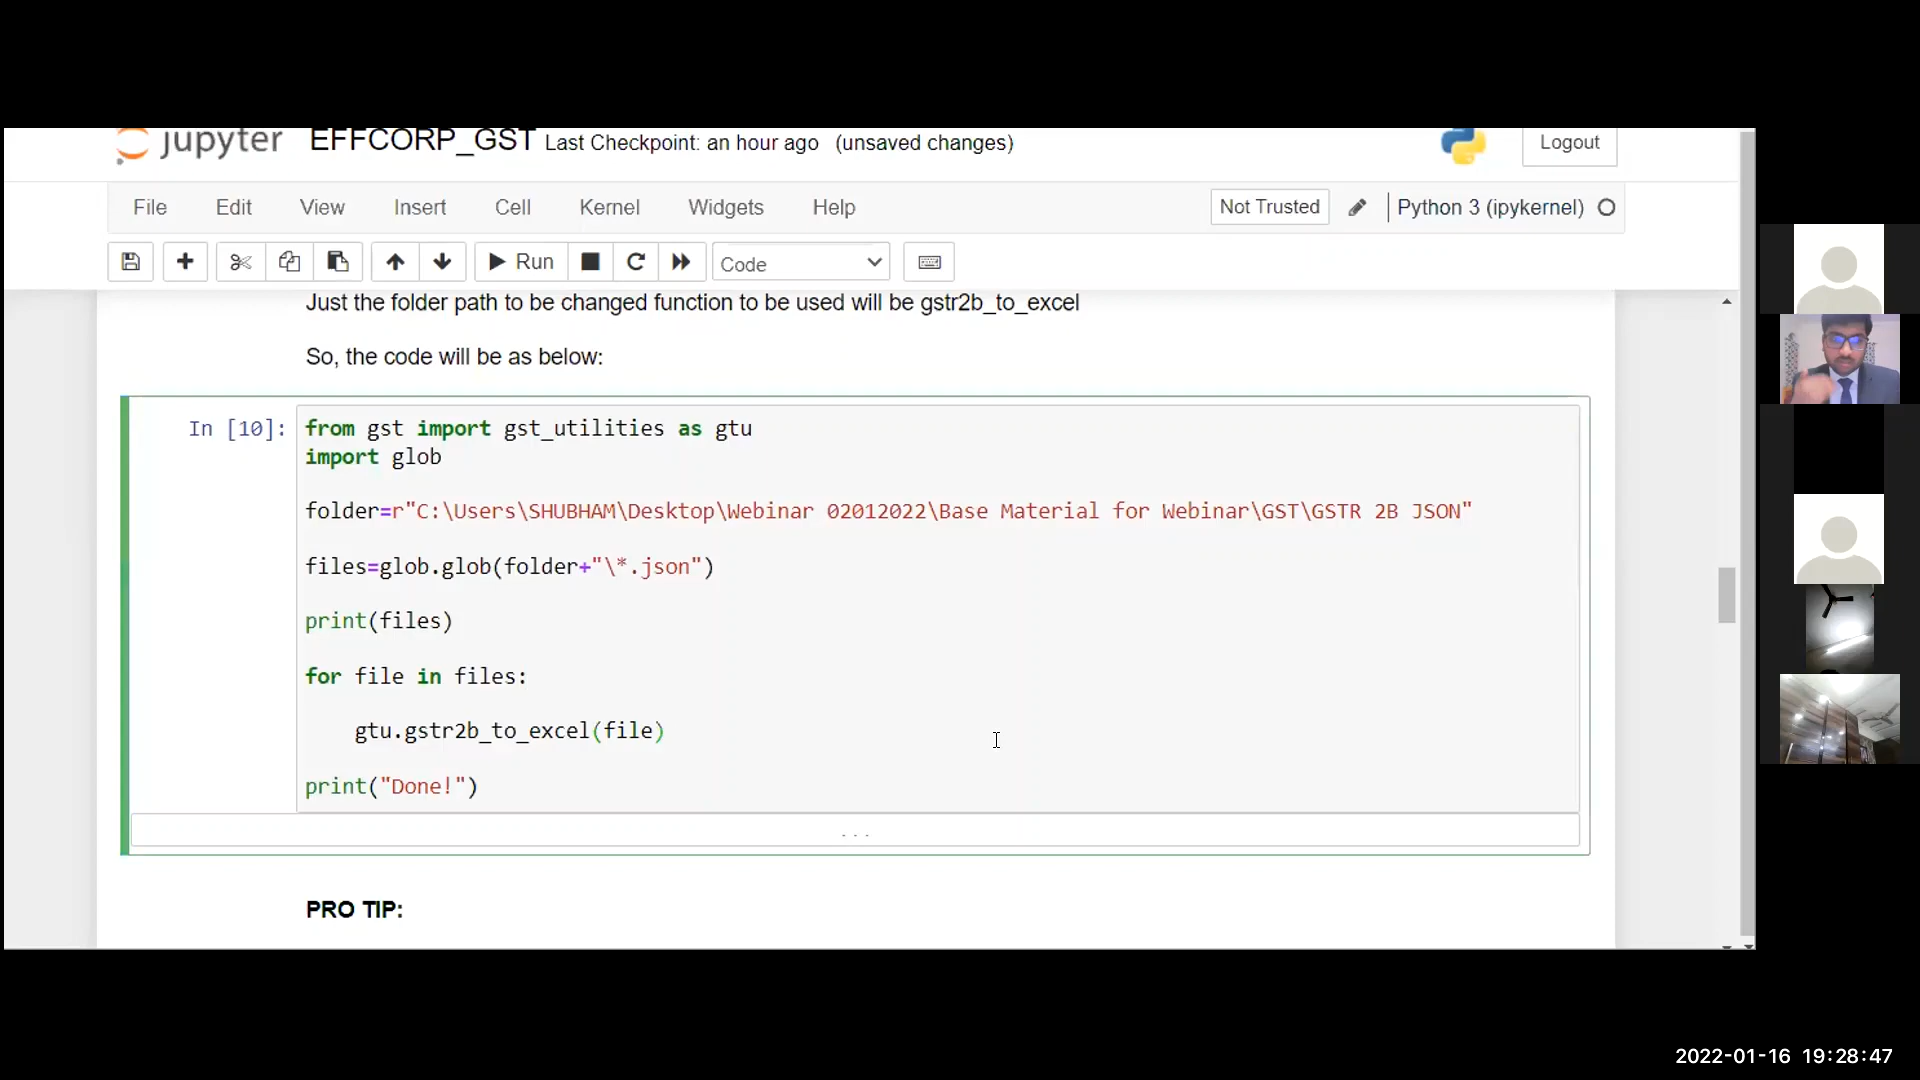 jupyter EFFCORP_GST Last Checkpoint: an hour ago (unsaved changes) Logout
File Edit View Insert Cell Kernel Widgets Help Not Trusted Python 3 (ipykernel)
Run Code
Just the folder path to be changed function to be used will be gstr2b_to_excel
So, the code will be as below:
In [10]: from gst import gst_utilities as gtu
import glob
folder=r"C:\Users\SHUBHAM\Desktop\Webinar 02012022\Base Material for Webinar\GST\GSTR 2B JSON"
files=glob.glob(folder+"\*.json")
print(files)
for file in files:
gtu.gstr2b_to_excel(file)
print("Done!")
...
PRO TIP:
2022-01-16 19:28:47